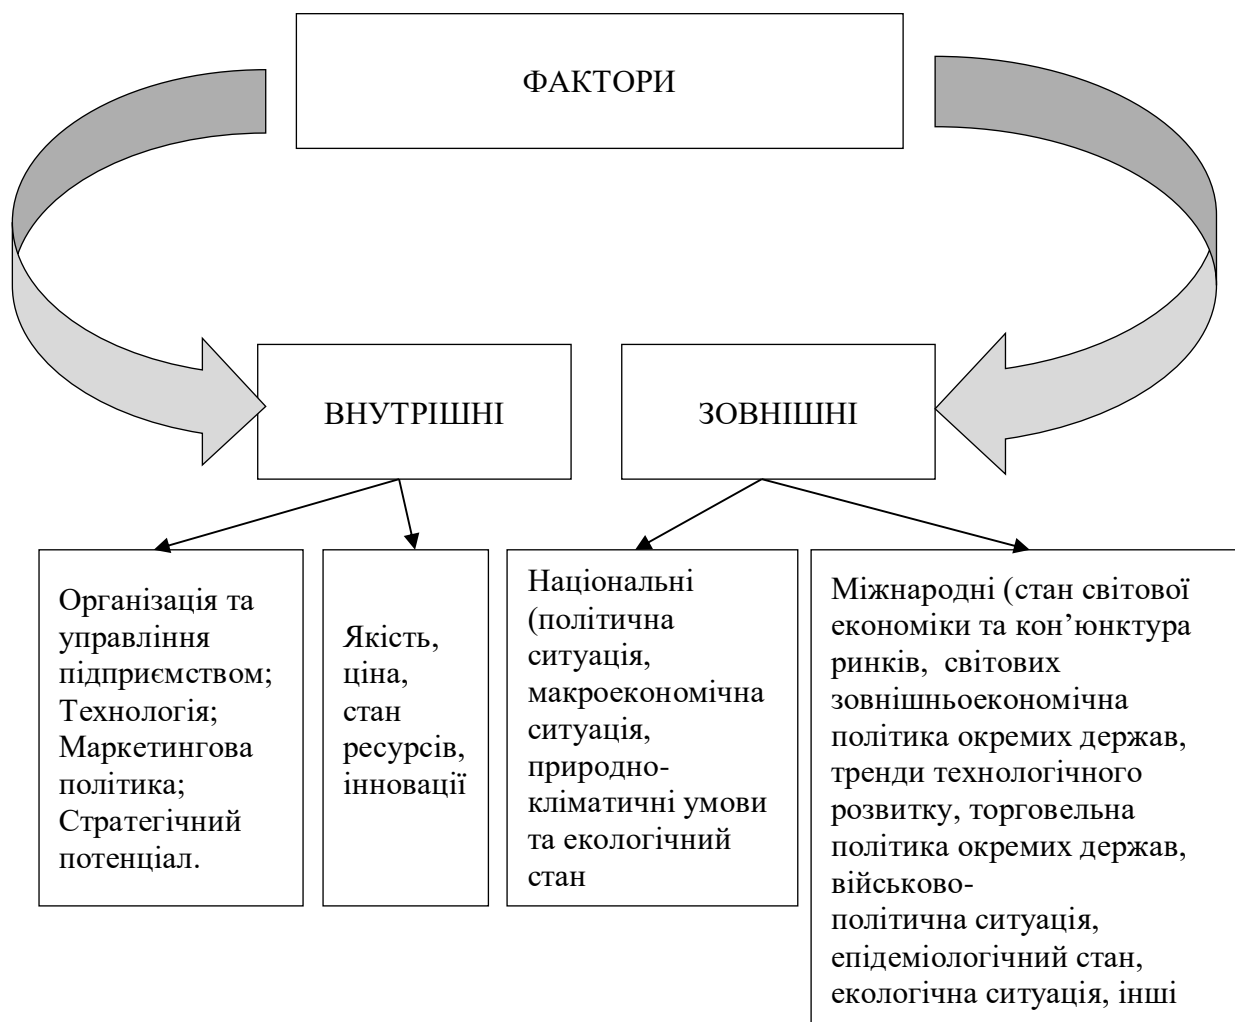 ФАКТОРИ
ВНУТРІШНІ
ЗОВНІШНІ
Організація та
управління
підприємством;
Технологія;
Маркетингова
політика;
Стратегічний
потенціал.
Якість,
ціна,
стан
ресурсів,
інновації
Національні
(політична
ситуація,
макроекономічна
ситуація,
природно-
кліматичні умови
та екологічний
стан
Міжнародні (стан світової
економіки та кон’юнктура
ринків, світових
зовнішньоекономічна
політика окремих держав,
тренди технологічного
розвитку, торговельна
політика окремих держав,
військово-
політична ситуація,
епідеміологічний стан,
екологічна ситуація, інші